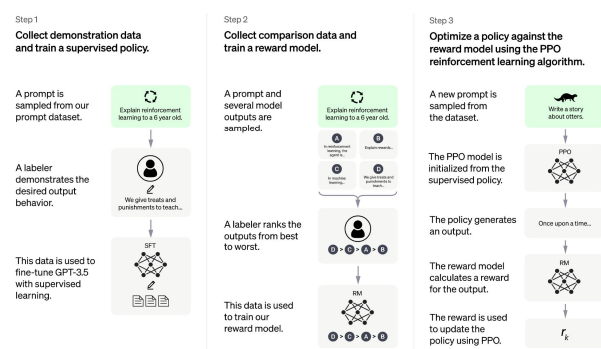 Step 1
Collect demonstration data
and train a supervised policy.
A prompt is
sampled from our
prompt dataset.
Explain reinforcement
learning to a 6 year old.
A labeler
demonstrates the
desired output
behavior.
We give treats and
punishments to teach...
This data is used to
fine-tune GPT-3.5
with supervised
learning.
SFT
Step 2
Collect comparison data and
train a reward model.
A prompt and
several model
outputs are
sampled.
Explain reinforcement
learning to a 6 year old.
A
In reinforcement
learning, the
agent is...
B
Explain rewards...
C
In machine
learning...
D
We give treats and
punishments to
teach...
A labeler ranks the
outputs from best
to worst.
D > C > A > B
This data is used
to train our
reward model.
RM
D > C > A > B
Step 3
Optimize a policy against the
reward model using the PPO
reinforcement learning algorithm.
A new prompt is
sampled from
the dataset.
Write a story
about otters.
The PPO model is
initialized from the
supervised policy.
PPO
The policy generates
an output.
Once upon a time...
The reward model
calculates a reward
for the output.
RM
The reward is used
to update the
policy using PPO.
rk